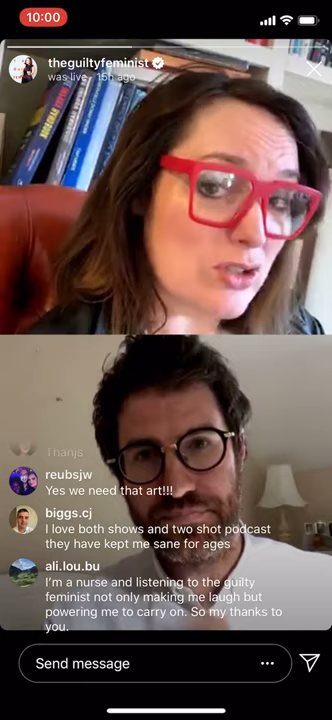 10:00
theguiltyfeminist
was live · 15h ago
Thanjs
reubsjw
Yes we need that art!!!
biggs.cj
I love both shows and two shot podcast
they have kept me sane for ages
ali.lou.bu
I'm a nurse and listening to the guilty
feminist not only making me laugh but
powering me to carry on. So my thanks to
you.
Send message